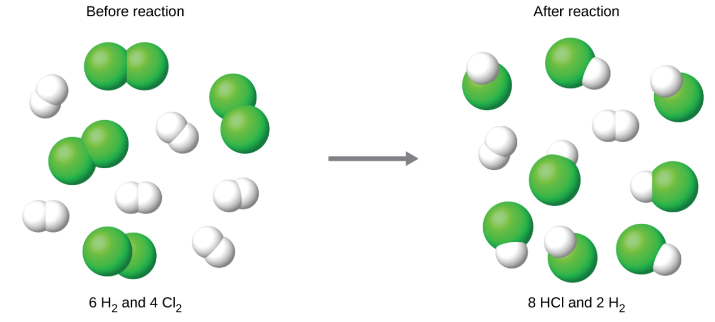 Before reaction
After reaction
6 H₂ and 4 Cl₂
8 HCl and 2 H₂